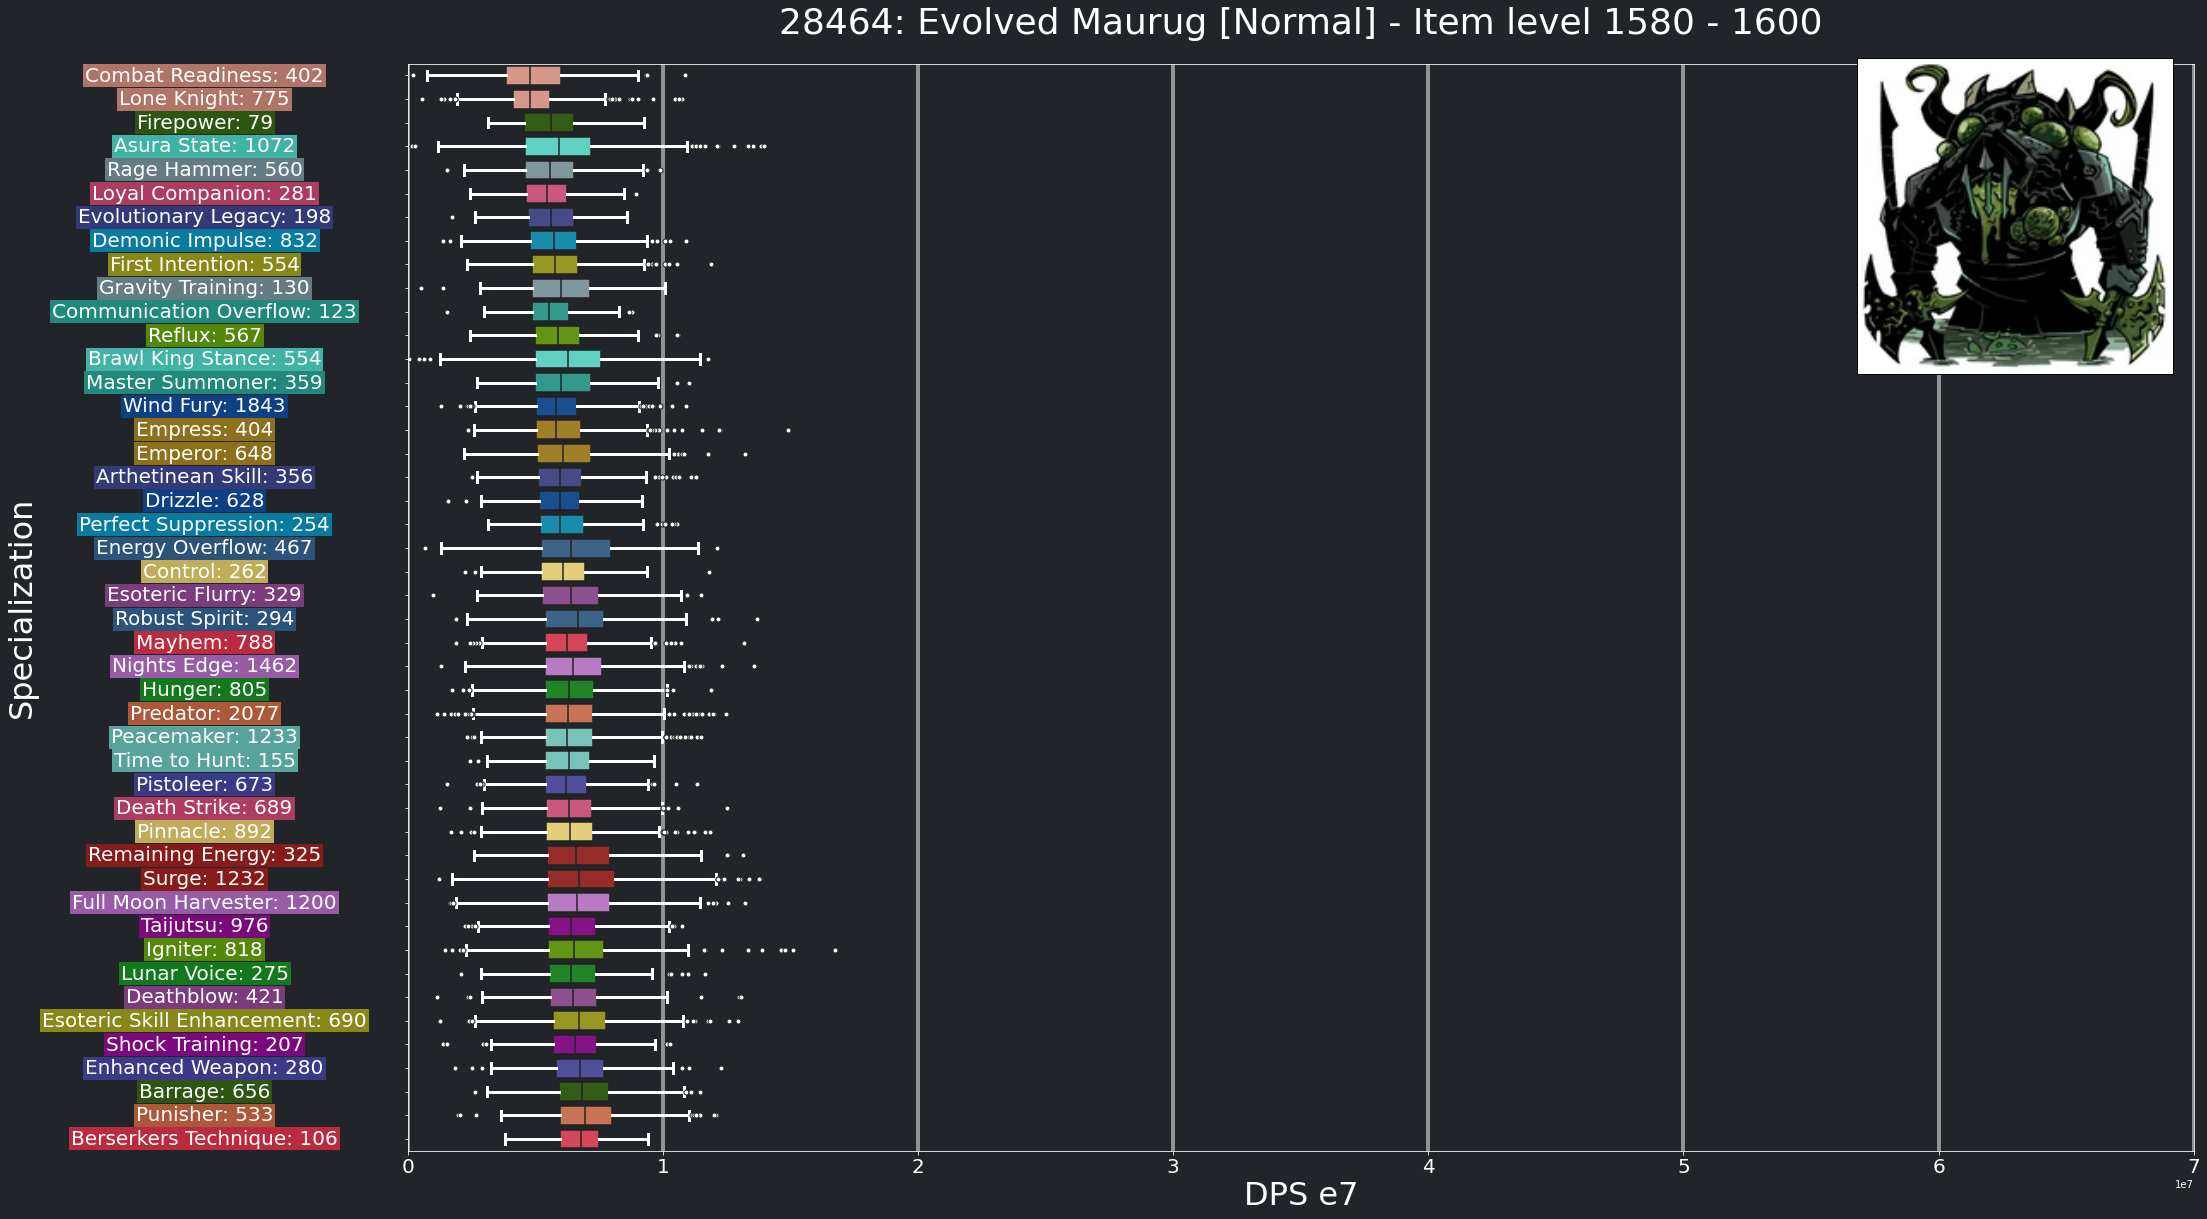 28464: Evolved Maurug [Normal] - Item level 1580 - 1600
Combat Readiness: 402
Lone Knight: 775
Firepower: 79
Asura State: 1072
Rage Hammer: 560
Loyal Companion: 281
Evolutionary Legacy: 198
Demonic Impulse: 832
First Intention: 554
Gravity Training: 130
Communication Overflow: 123
Reflux: 567
Brawl King Stance: 554
Master Summoner: 359
Wind Fury: 1843
Empress: 404
Emperor: 648
Arthetinean Skill: 356
Drizzle: 628
Perfect Suppression: 254
Energy Overflow: 467
Control: 262
Esoteric Flurry: 329
Robust Spirit: 294
Mayhem: 788
Nights Edge: 1462
Hunger: 805
Predator: 2077
Peacemaker: 1233
Time to Hunt: 155
Pistoleer: 673
Death Strike: 689
Pinnacle: 892
Remaining Energy: 325
Surge: 1232
Full Moon Harvester: 1200
Taijutsu: 976
Igniter: 818
Lunar Voice: 275
Deathblow: 421
Esoteric Skill Enhancement: 690
Shock Training: 207
Enhanced Weapon: 280
Barrage: 656
Punisher: 533
Berserkers Technique: 106
Specialization
0 1 2 3 4 5 6 7
1e7
DPS e7